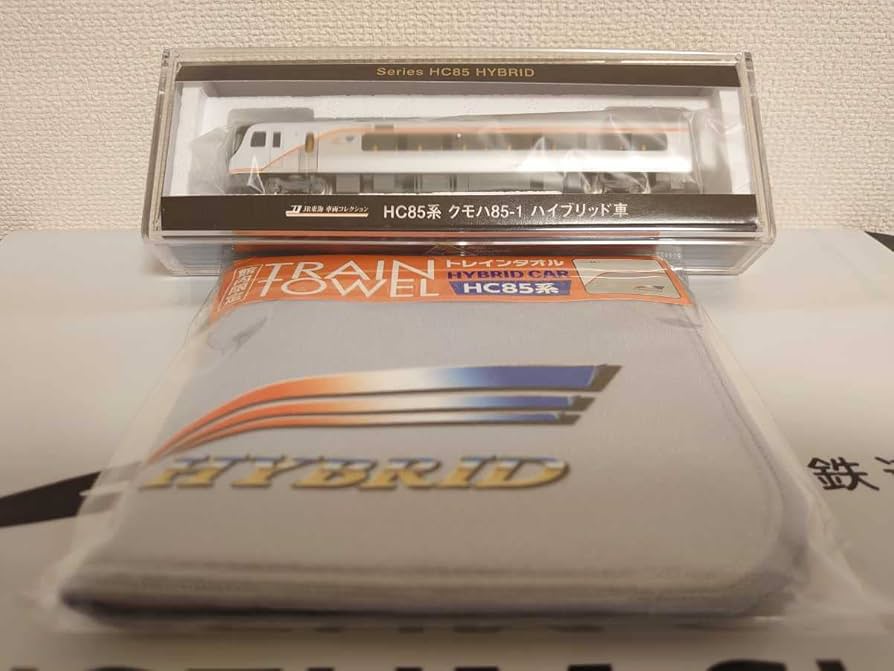 Series HC85 HYBRID
JR東海 車両コレクション
HC85系 クモハ85-1 ハイブリッド車
TRAIN TOWEL
トレインタオル
HYBRID CAR
HC85系
HYBRID
鉄道